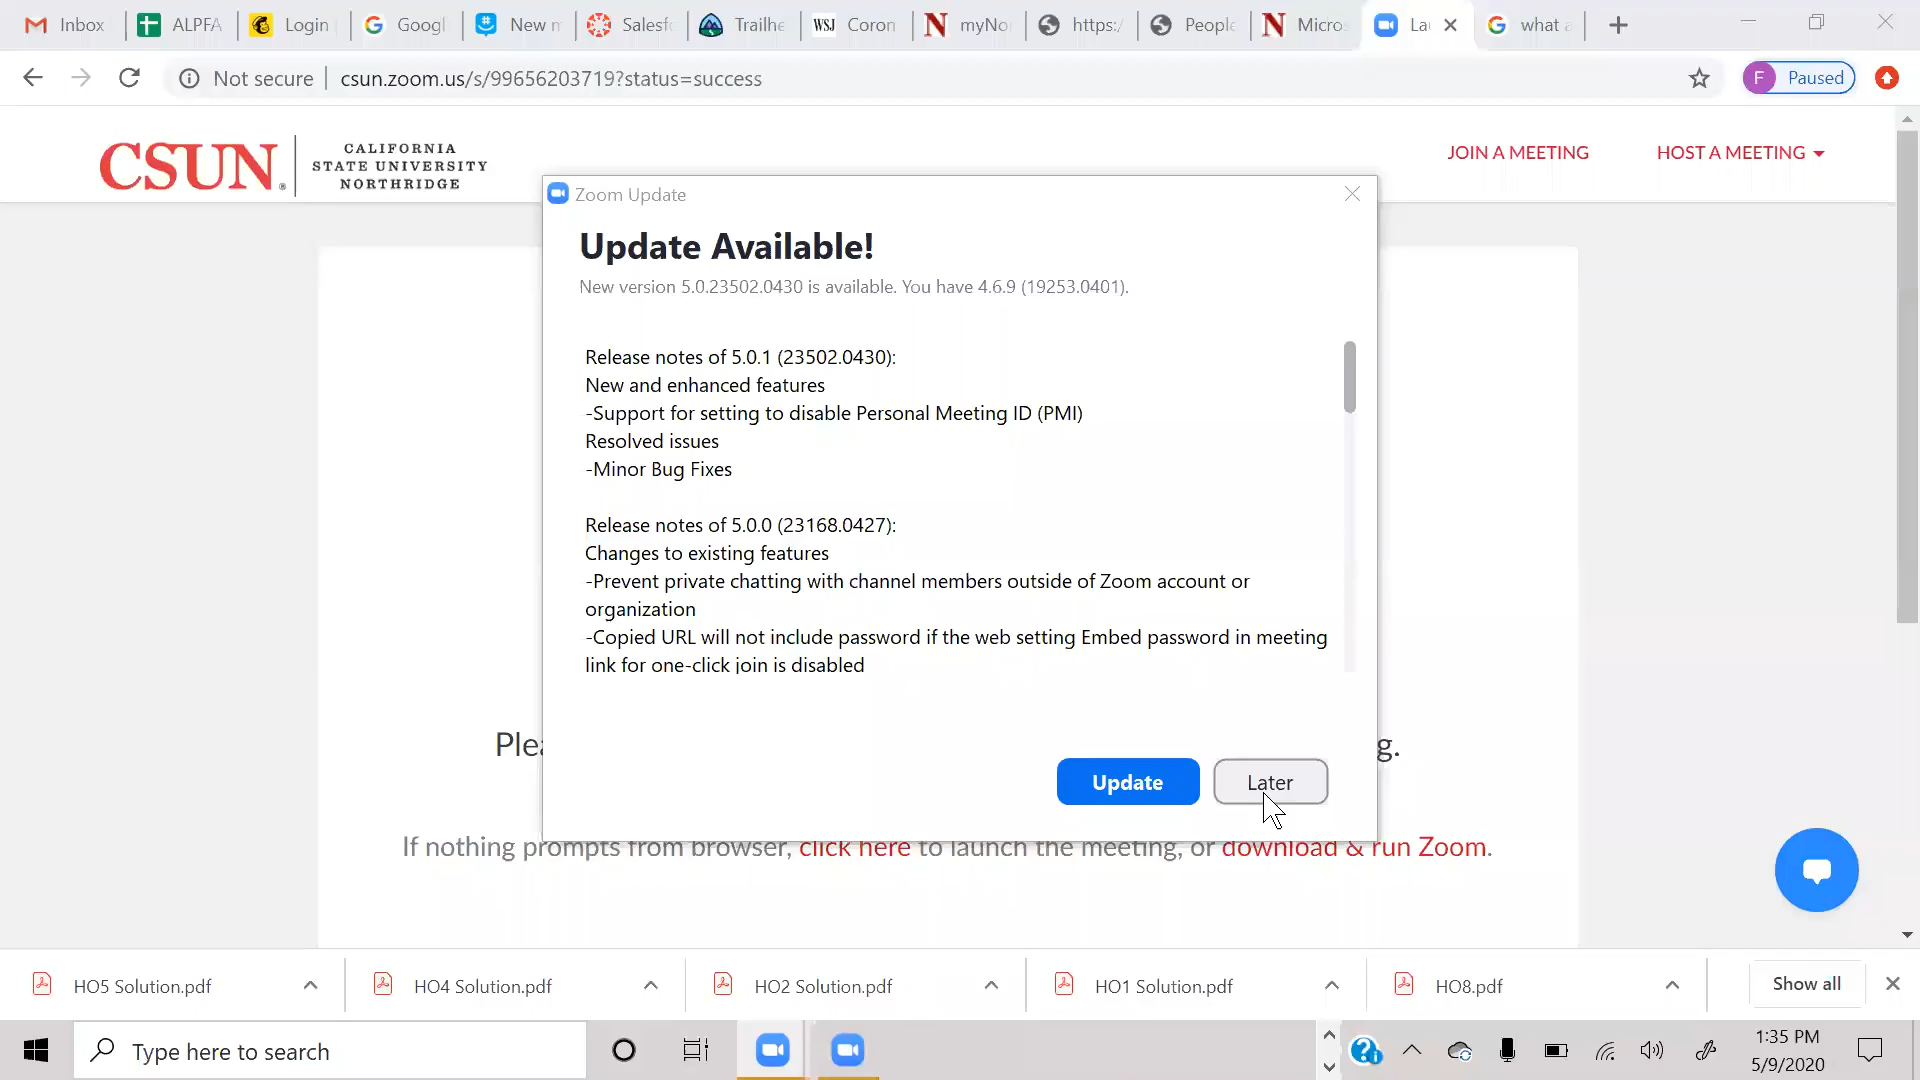 Inbox
ALPFA
Login
Googl
New m
Salesfo
Trailhe
WSJ
Coron
myNo
https:/
People
Micros
La
what a
Not secure
csun.zoom.us/s/99656203719?status=success
F
Paused
CSUN
CALIFORNIA
STATE UNIVERSITY
NORTHRIDGE
JOIN A MEETING
HOST A MEETING
Zoom Update
Update Available!
New version 5.0.23502.0430 is available. You have 4.6.9 (19253.0401).
Release notes of 5.0.1 (23502.0430):
New and enhanced features
-Support for setting to disable Personal Meeting ID (PMI)
Resolved issues
-Minor Bug Fixes
Release notes of 5.0.0 (23168.0427):
Changes to existing features
-Prevent private chatting with channel members outside of Zoom account or
organization
-Copied URL will not include password if the web setting Embed password in meeting
link for one-click join is disabled
Plea
g.
Update
Later
If nothing prompts from browser, click here to launch the meeting, or download & run Zoom.
HO5 Solution.pdf
HO4 Solution.pdf
HO2 Solution.pdf
HO1 Solution.pdf
HO8.pdf
Show all
Type here to search
1:35 PM
5/9/2020